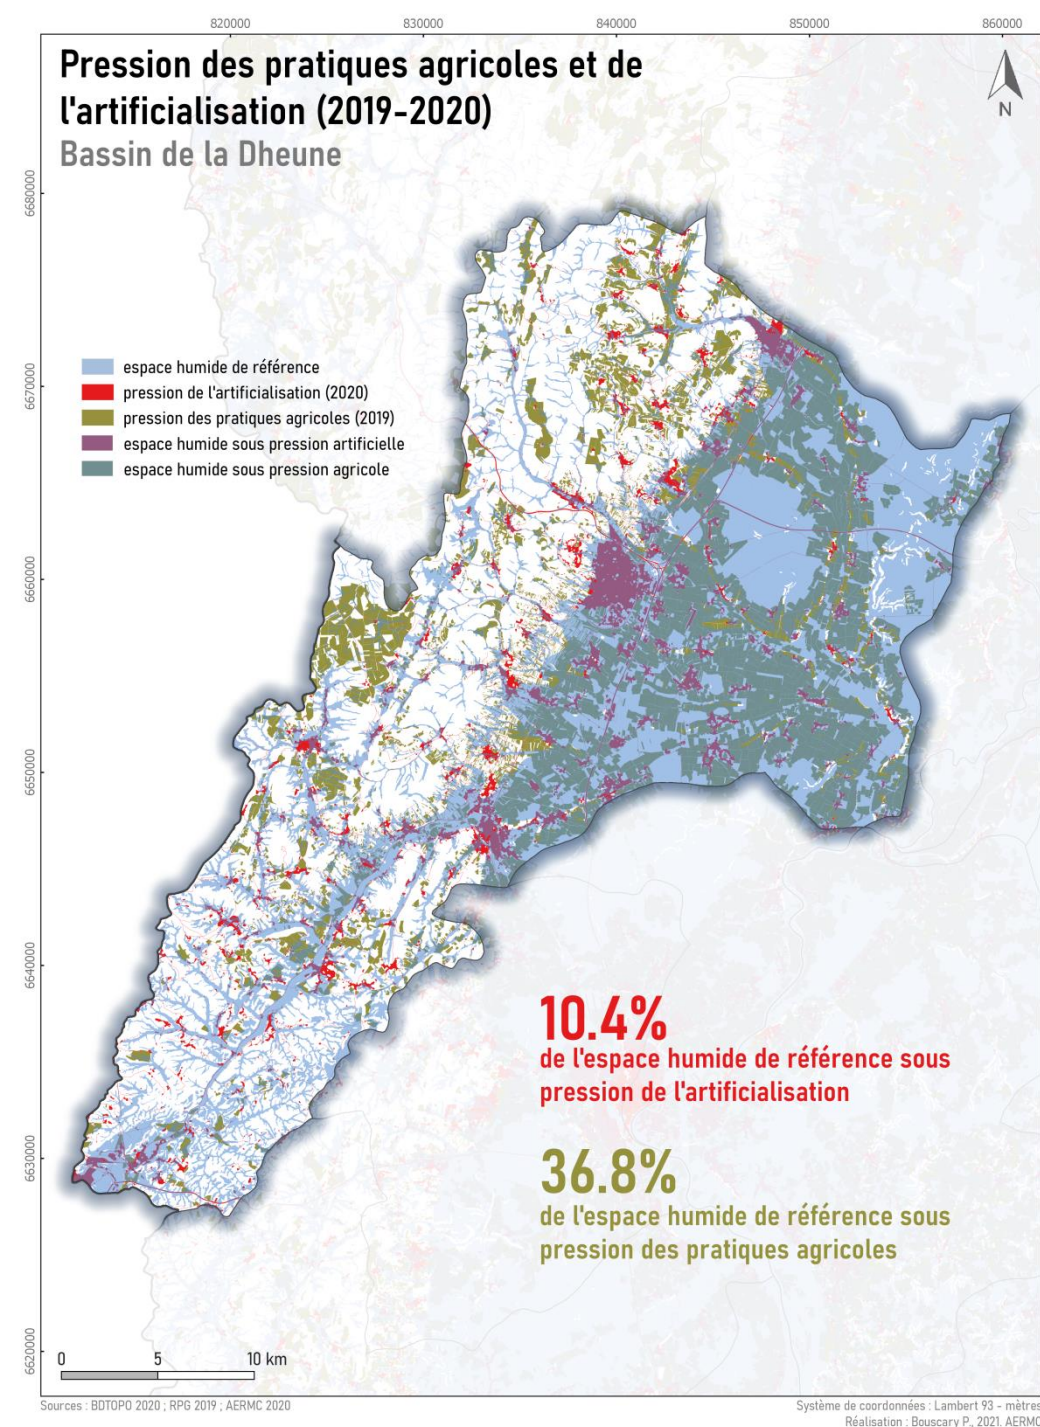 820000
830000
840000
850000
860000
Pression des pratiques agricoles et de
l'artificialisation (2019-2020)
Bassin de la Dheune
N
6680000
6670000
6660000
6650000
6640000
6630000
6620000
espace humide de référence
pression de l'artificialisation (2020)
pression des pratiques agricoles (2019)
espace humide sous pression artificielle
espace humide sous pression agricole
10.4%
de l'espace humide de référence sous
pression de l'artificialisation
36.8%
de l'espace humide de référence sous
pression des pratiques agricoles
0 5 10 km
Sources : BDTOPO 2020 ; RPG 2019 ; AERMC 2020
Système de coordonnées : Lambert 93 - mètres
Réalisation : Bouscary P., 2021, AERMC